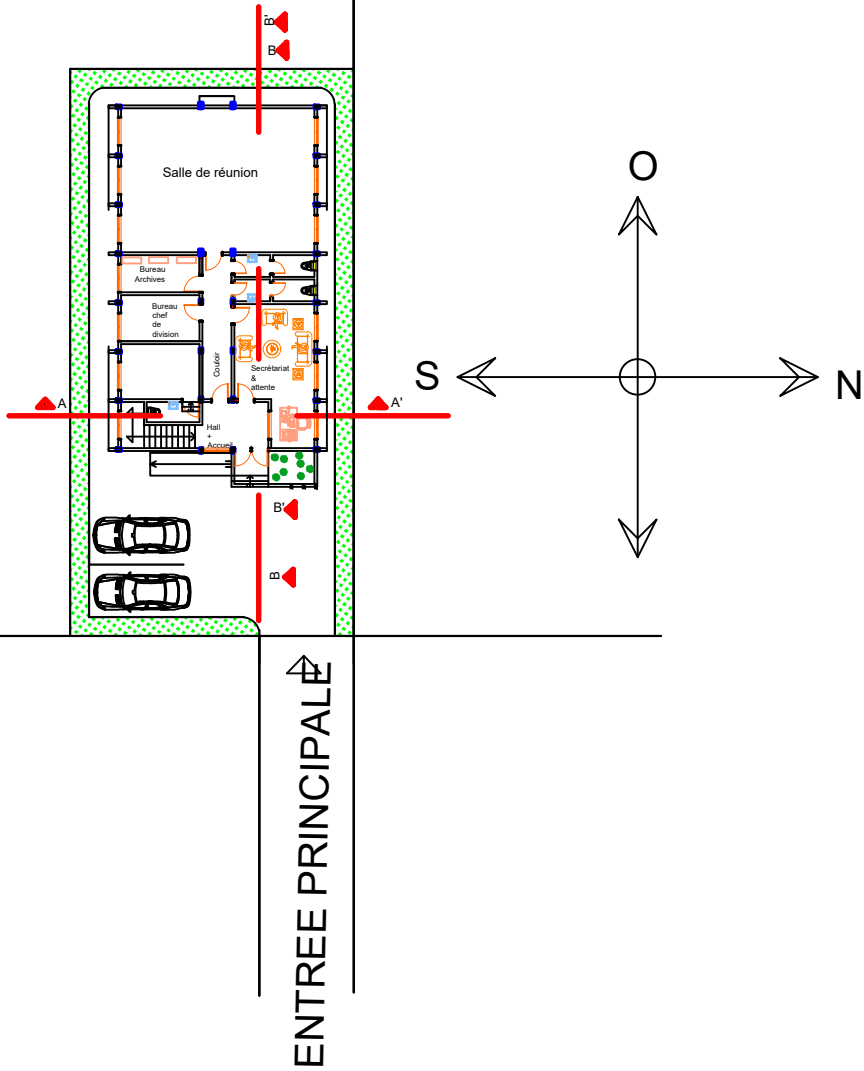 B'
B
Salle de réunion
Bureau
Archives
Bureau
chef
de
division
Couloir
Secrétariat
&
attente
A
A'
Hall
+
Accueil
B'
B
ENTREE PRINCIPALE
O
S
N